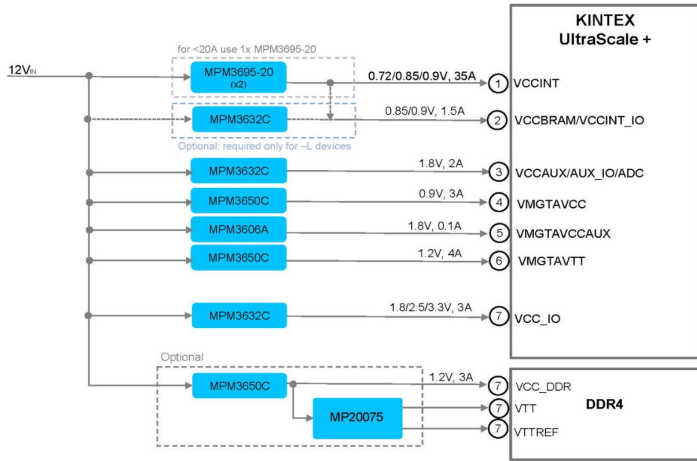 KINTEX
UltraScale +
for <20A use 1x MPM3695-20
12VIN
MPM3695-20
(x2)
0.72/0.85/0.9V, 35A
1 VCCINT
MPM3632C
0.85/0.9V, 1.5A
2 VCCBRAM/VCCINT_IO
Optional: required only for –L devices
MPM3632C
1.8V, 2A
3 VCCAUX/AUX_IO/ADC
MPM3650C
0.9V, 3A
4 VMGTAVCC
MPM3606A
1.8V, 0.1A
5 VMGTAVCCAUX
MPM3650C
1.2V, 4A
6 VMGTAVTT
MPM3632C
1.8/2.5/3.3V, 3A
7 VCC_IO
Optional
MPM3650C
1.2V, 3A
7 VCC_DDR
MP20075
7 VTT
7 VTTREF
DDR4